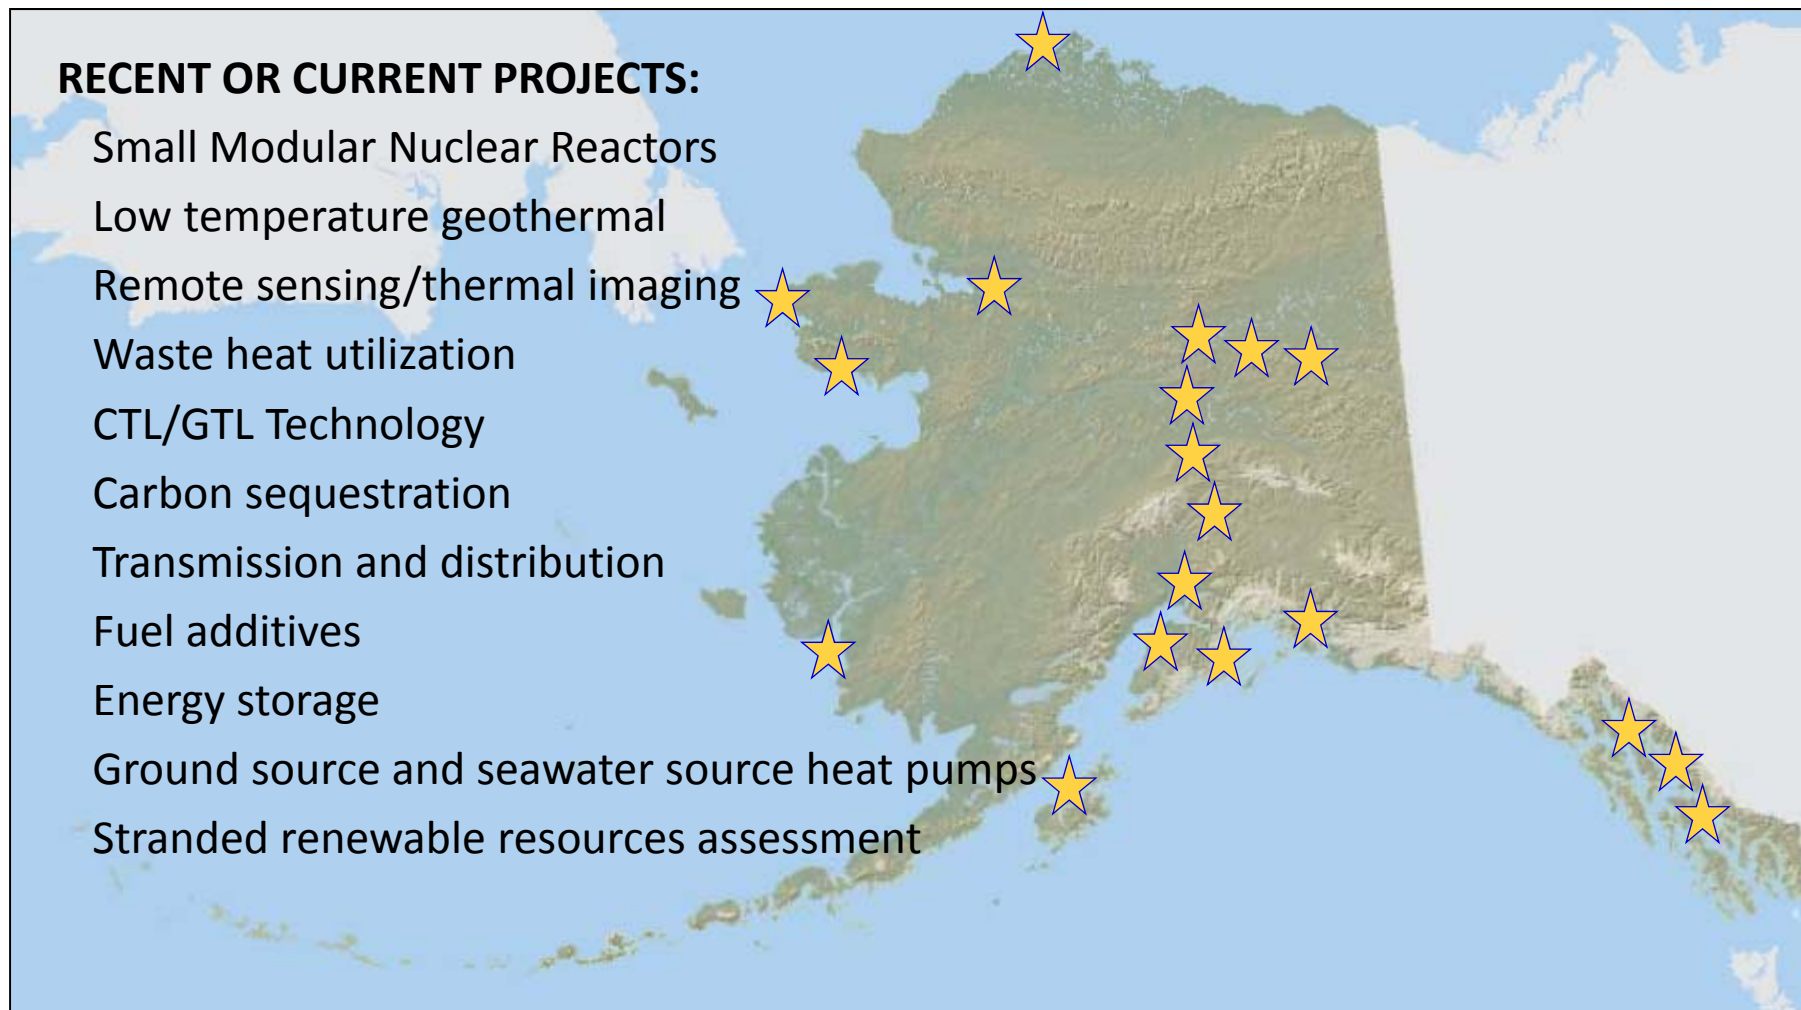 RECENT OR CURRENT PROJECTS:
Small Modular Nuclear Reactors
Low temperature geothermal
Remote sensing/thermal imaging
Waste heat utilization
CTL/GTL Technology
Carbon sequestration
Transmission and distribution
Fuel additives
Energy storage
Ground source and seawater source heat pumps
Stranded renewable resources assessment